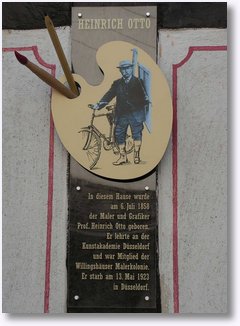 HEINRICH OTTO
In diesem Hause wurde
am 6. Juli 1858
der Maler und Grafiker
Prof. Heinrich Otto geboren.
Er lehrte an der
Kunstakademie Düsseldorf
und war Mitglied der
Willingshäuser Malerkolonie.
Er starb am 13. Mai 1923
in Düsseldorf.